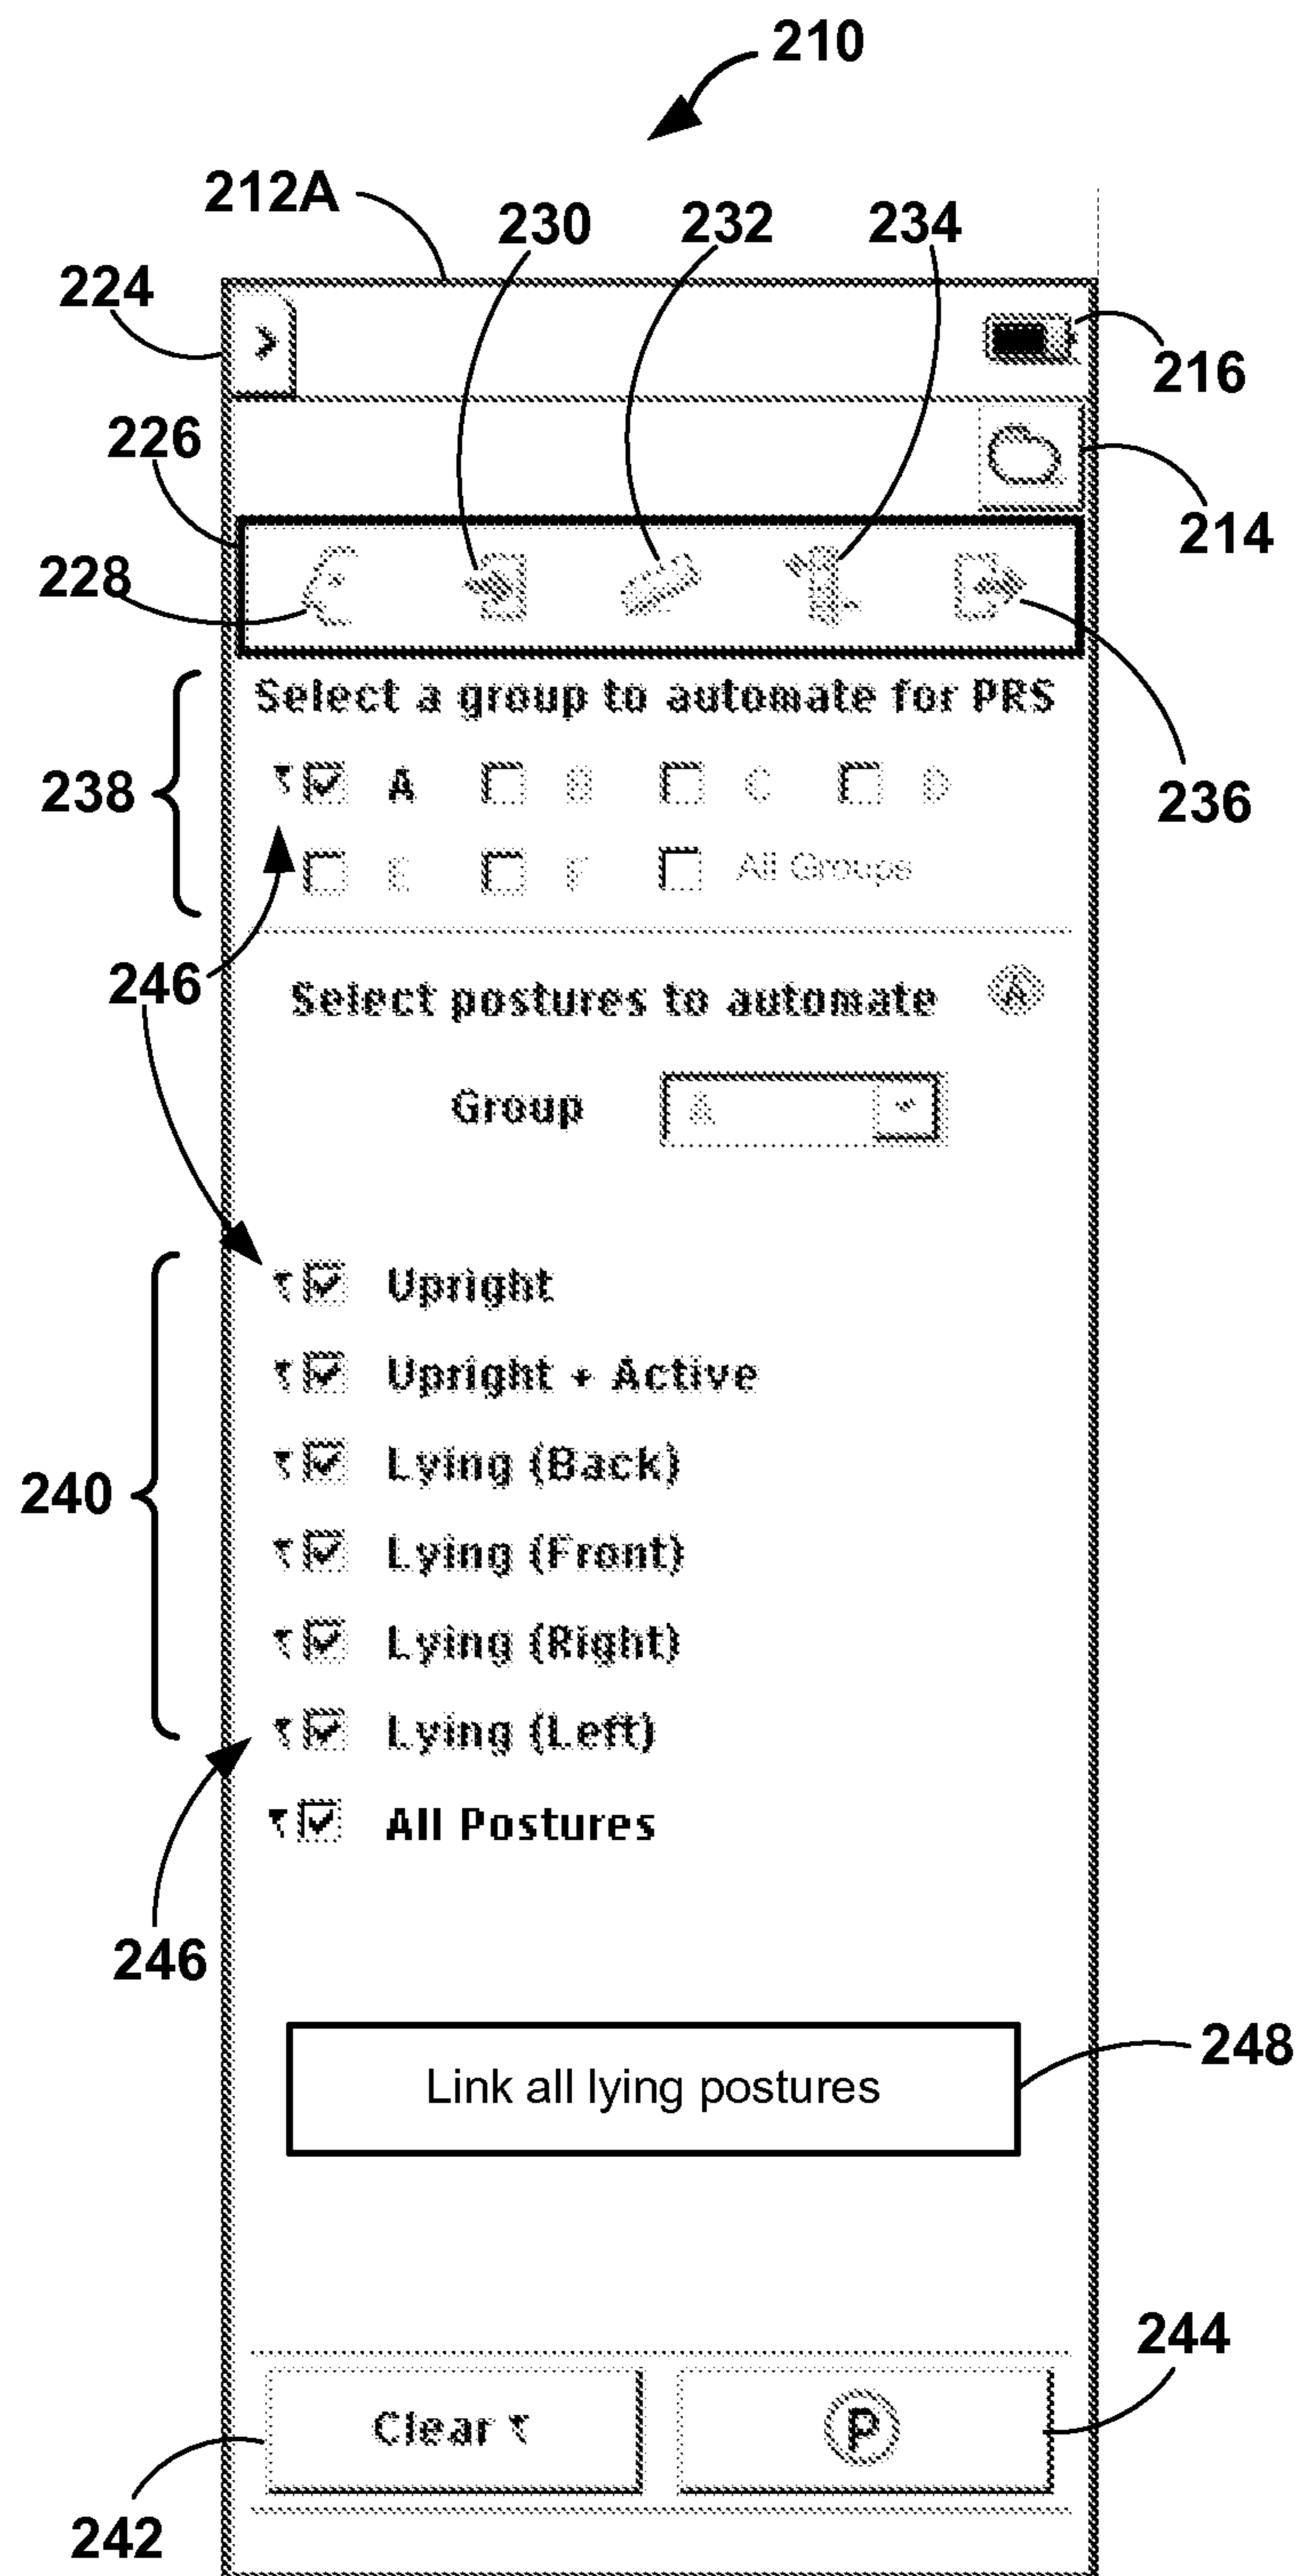 210
212A
230 232 234
224
216
226
214
228
Select a group to automate for PRS
238
236
A B C D
E F All Groups
246
Select postures to automate A
Group A
Upright
Upright + Active
Lying (Back)
240
Lying (Front)
Lying (Right)
Lying (Left)
All Postures
246
248
Link all lying postures
244
Clear P
242